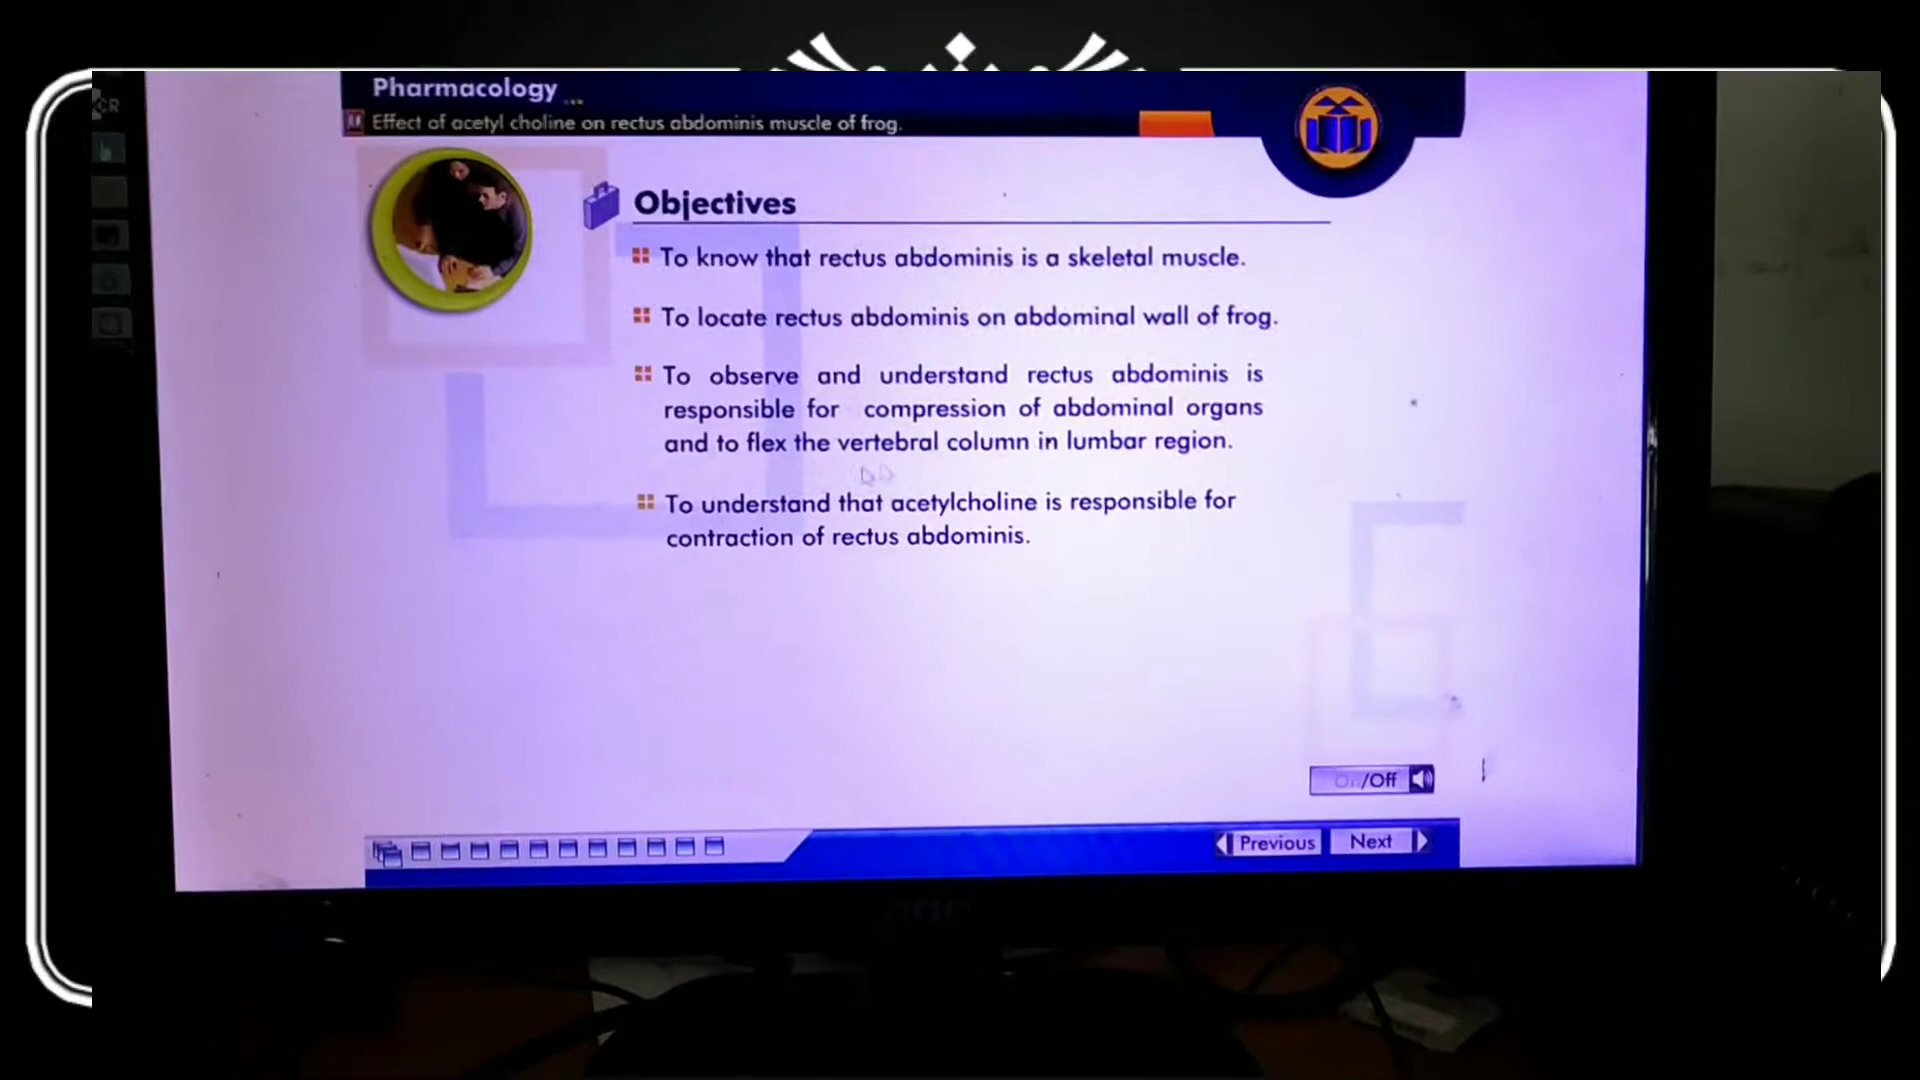 Pharmacology
Effect of acetyl choline on rectus abdominis muscle of frog.
Objectives
To know that rectus abdominis is a skeletal muscle.
To locate rectus abdominis on abdominal wall of frog.
To observe and understand rectus abdominis is
responsible for compression of abdominal organs
and to flex the vertebral column in lumbar region.
To understand that acetylcholine is responsible for
contraction of rectus abdominis.
On/Off
Previous
Next